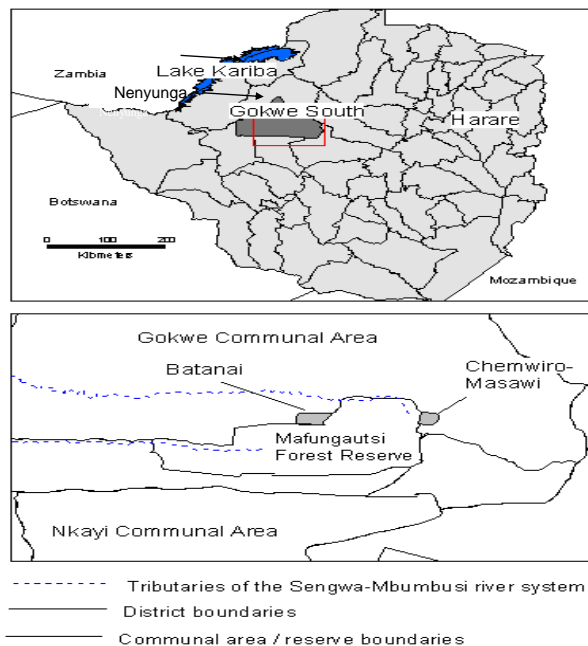 Zambia
Lake Kariba
Nenyunga
Gokwe South
Harare
Botswana
0 100 200
Kilometers
Mozambique
Gokwe Communal Area
Batanai
Chemwiro-
Masawi
Mafungautsi
Forest Reserve
Nkayi Communal Area
Tributaries of the Sengwa-Mbumbusi river system
District boundaries
Communal area / reserve boundaries